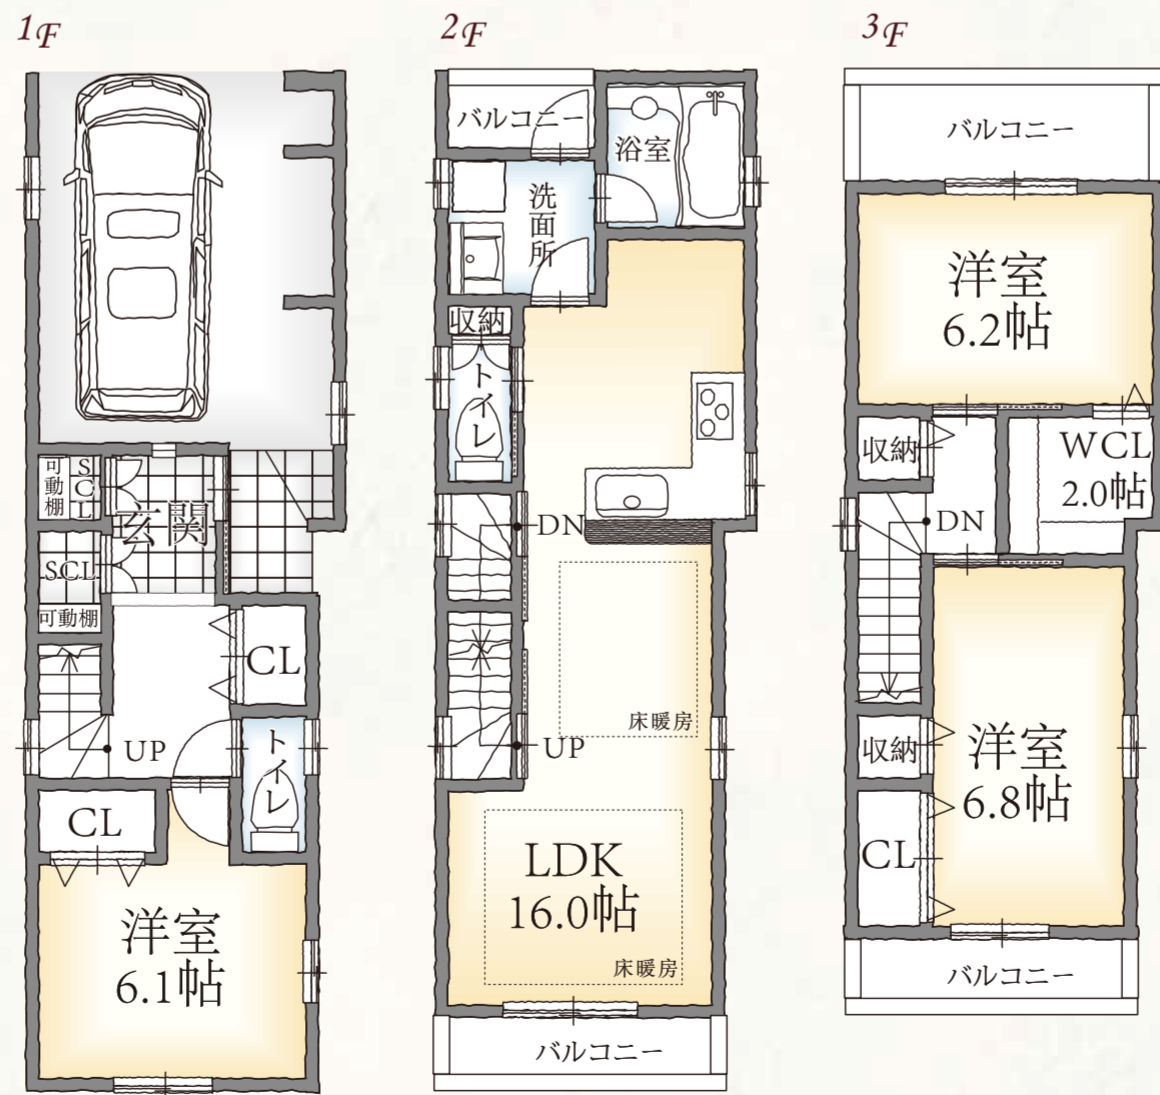 1F
可動棚
SCL
玄関
SCL
可動棚
CL
UP
トイレ
CL
洋室
6.1帖
2F
バルコニー
浴室
洗面所
収納
トイレ
DN
床暖房
UP
LDK
16.0帖
床暖房
バルコニー
3F
バルコニー
洋室
6.2帖
収納
WCL
2.0帖
DN
収納
洋室
6.8帖
CL
バルコニー